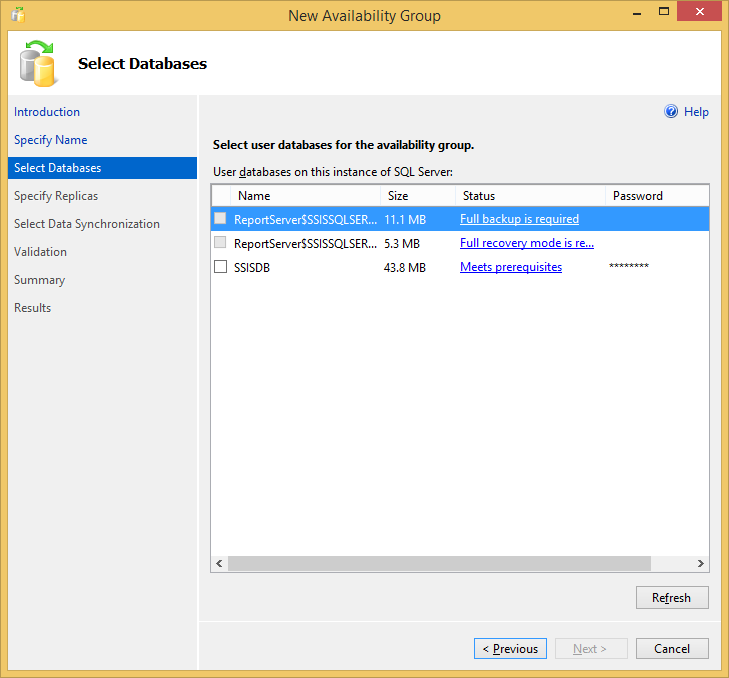 New Availability Group
Select Databases
Introduction
Specify Name
Select Databases
Specify Replicas
Select Data Synchronization
Validation
Summary
Results
Help
Select user databases for the availability group.
User databases on this instance of SQL Server:
Name Size Status Password
ReportServer$SSISSQLSER... 11.1 MB Full backup is required
ReportServer$SSISSQLSER... 5.3 MB Full recovery mode is re...
SSISDB 43.8 MB Meets prerequisites ********
Refresh
< Previous Next > Cancel